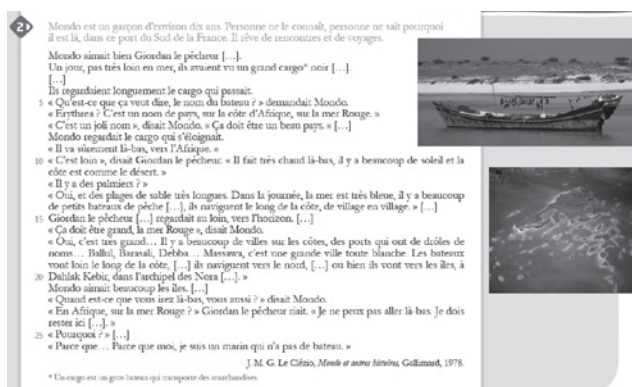 2
Mondo est un garçon d'environ dix ans. Personne ne le connaît, personne ne sait pourquoi
il est là, dans ce port du Sud de la France. Il rêve de rencontres et de voyages.
Mondo aimait bien Giordan le pêcheur […].
Un jour, pas très loin en mer, ils avaient vu un grand cargo* noir […].
[…]
Ils regardaient longuement le cargo qui passait.
5 « Qu'est-ce que ça veut dire, le nom du bateau ? » demandait Mondo.
« Erythrea ? C'est un nom de pays, sur la côte d'Afrique, sur la mer Rouge. »
« C'est un joli nom », disait Mondo. « Ça doit être un beau pays. » […]
Mondo regardait le cargo qui s'éloignait.
« Il va sûrement là-bas, vers l'Afrique. »
10 « C'est loin », disait Giordan le pêcheur. « Il fait très chaud là-bas, il y a beaucoup de soleil et la
côte est comme le désert. »
« Il y a des palmiers ? »
« Oui, et des plages de sable très longues. Dans la journée, la mer est très bleue, il y a beaucoup
de petits bateaux de pêche […], ils naviguent le long de la côte, de village en village. » […]
15 Giordan le pêcheur […] regardait au loin, vers l'horizon. […]
« Ça doit être grand, la mer Rouge », disait Mondo.
« Oui, c'est très grand… Il y a beaucoup de villes sur les côtes, des ports qui ont de drôles de
noms… Ballul, Barasali, Debba… Massawa, c'est une grande ville toute blanche. Les bateaux
vont loin le long de la côte, […] ils naviguent vers le nord, […] ou bien ils vont vers les îles, à
20 Dahlak Kebir, dans l'archipel des Nora […]. »
Mondo aimait beaucoup les îles. […]
« Quand est-ce que vous irez là-bas, vous aussi ? » disait Mondo.
« En Afrique, sur la mer Rouge ? » Giordan le pêcheur riait. « Je ne peux pas aller là-bas. Je dois
rester ici […]. »
25 « Pourquoi ? » […]
« Parce que… Parce que moi, je suis un marin qui n'a pas de bateau. »
J. M. G. Le Clézio, Mondo et autres histoires, Gallimard, 1978.
* Un cargo est un gros bateau qui transporte des marchandises